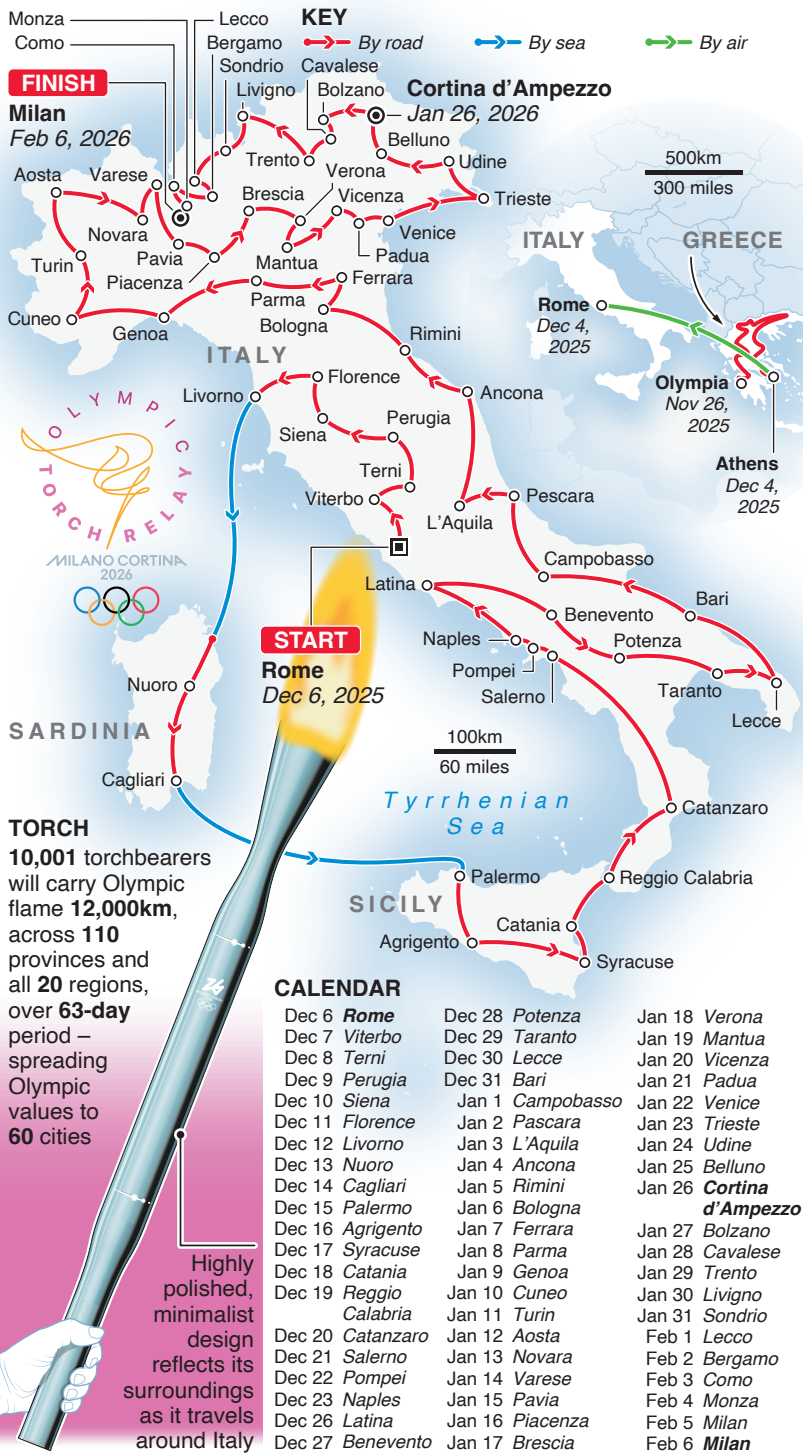 KEY
By road
By sea
By air
Monza
Como
Lecco
Bergamo
Sondrio
Cavalese
Livigno
Bolzano
FINISH
Milan
Feb 6, 2026
Cortina d’Ampezzo
Jan 26, 2026
Belluno
Trento
Udine
Aosta
Varese
Verona
Brescia
Vicenza
Trieste
Novara
Venice
Pavia
Padua
Turin
Piacenza
Mantua
Ferrara
Parma
Cuneo
Genoa
Bologna
Rimini
ITALY
Florence
Livorno
Ancona
Siena
Perugia
Terni
Viterbo
L’Aquila
Pescara
500km
300 miles
ITALY
GREECE
Rome
Dec 4,
2025
Olympia
Nov 26,
2025
Athens
Dec 4,
2025
OLYMPIC
TORCH RELAY
MILANO CORTINA
2026
Campobasso
Latina
Benevento
Bari
START
Rome
Dec 6, 2025
Naples
Potenza
Pompei
Salerno
Taranto
Lecce
Nuoro
SARDINIA
Cagliari
100km
60 miles
Tyrrhenian
Sea
Catanzaro
Palermo
Reggio Calabria
SICILY
Catania
Agrigento
Syracuse
TORCH
10,001 torchbearers
will carry Olympic
flame 12,000km,
across 110
provinces and
all 20 regions,
over 63-day
period –
spreading
Olympic
values to
60 cities
Highly
polished,
minimalist
design
reflects its
surroundings
as it travels
around Italy
CALENDAR
Dec 6 Rome
Dec 7 Viterbo
Dec 8 Terni
Dec 9 Perugia
Dec 10 Siena
Dec 11 Florence
Dec 12 Livorno
Dec 13 Nuoro
Dec 14 Cagliari
Dec 15 Palermo
Dec 16 Agrigento
Dec 17 Syracuse
Dec 18 Catania
Dec 19 Reggio
Calabria
Dec 20 Catanzaro
Dec 21 Salerno
Dec 22 Pompei
Dec 23 Naples
Dec 26 Latina
Dec 27 Benevento
Dec 28 Potenza
Dec 29 Taranto
Dec 30 Lecce
Dec 31 Bari
Jan 1 Campobasso
Jan 2 Pascara
Jan 3 L’Aquila
Jan 4 Ancona
Jan 5 Rimini
Jan 6 Bologna
Jan 7 Ferrara
Jan 8 Parma
Jan 9 Genoa
Jan 10 Cuneo
Jan 11 Turin
Jan 12 Aosta
Jan 13 Novara
Jan 14 Varese
Jan 15 Pavia
Jan 16 Piacenza
Jan 17 Brescia
Jan 18 Verona
Jan 19 Mantua
Jan 20 Vicenza
Jan 21 Padua
Jan 22 Venice
Jan 23 Trieste
Jan 24 Udine
Jan 25 Belluno
Jan 26 Cortina
d’Ampezzo
Jan 27 Bolzano
Jan 28 Cavalese
Jan 29 Trento
Jan 30 Livigno
Jan 31 Sondrio
Feb 1 Lecco
Feb 2 Bergamo
Feb 3 Como
Feb 4 Monza
Feb 5 Milan
Feb 6 Milan